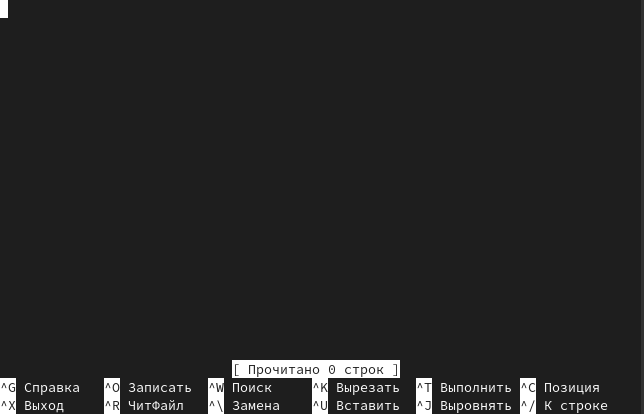 [ Прочитано 0 строк ]
^G Справка ^O Записать ^W Поиск ^K Вырезать ^T Выполнить ^C Позиция
^X Выход ^R ЧитФайл ^\ Замена ^U Вставить ^J Выровнять ^/ К строке